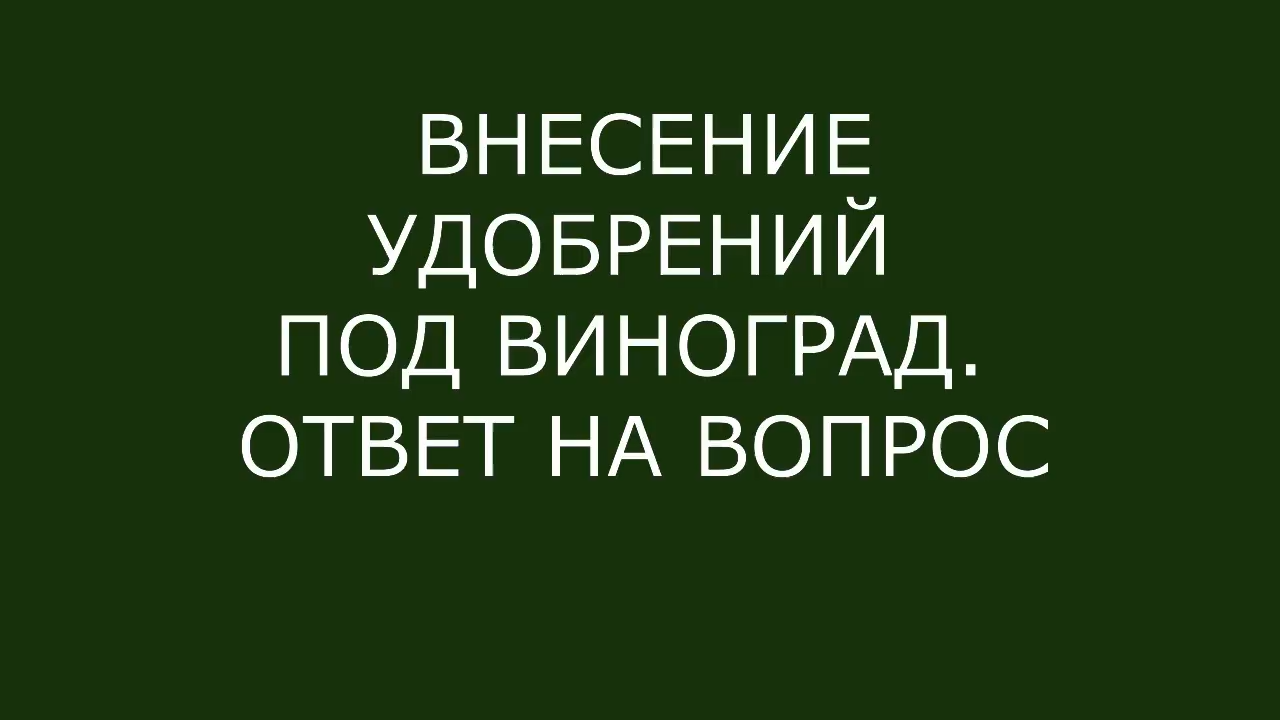 ВНЕСЕНИЕ
УДОБРЕНИЙ
ПОД ВИНОГРАД.
ОТВЕТ НА ВОПРОС